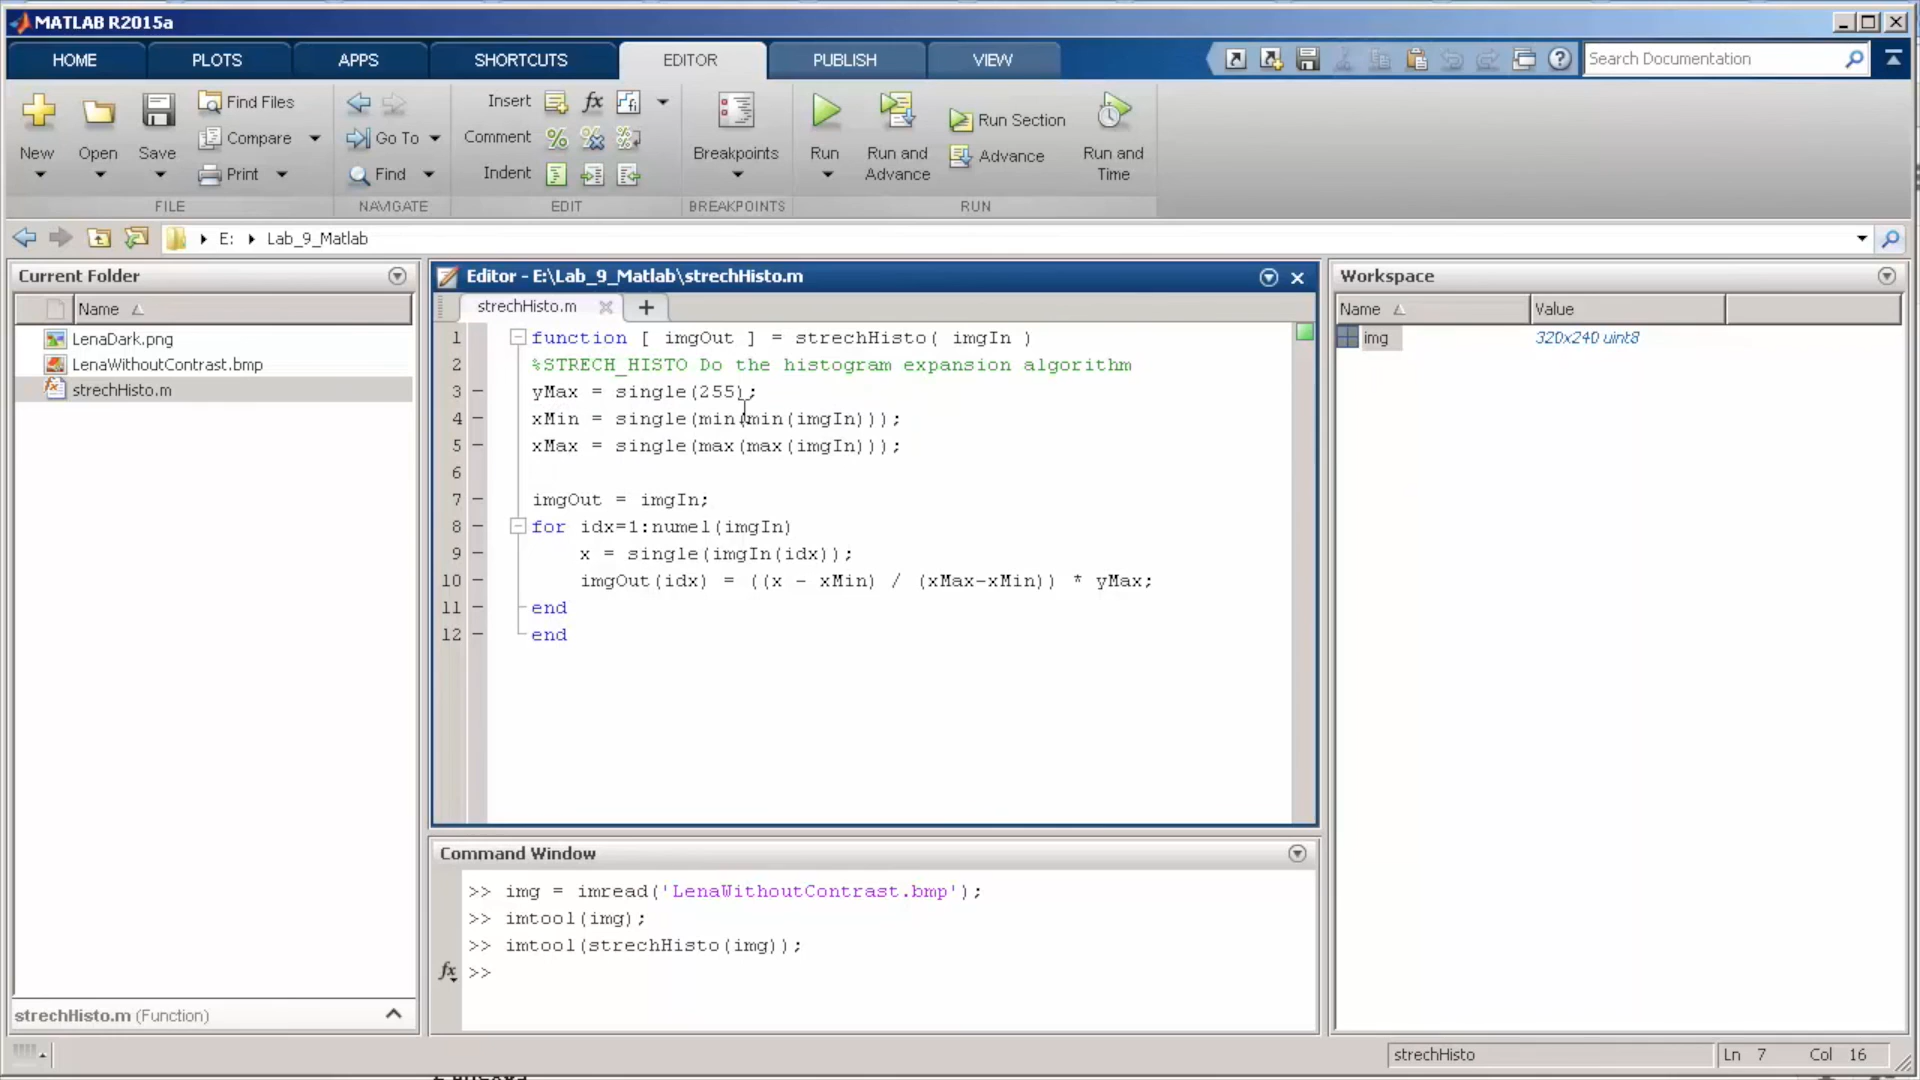 MATLAB R2015a
HOME PLOTS APPS SHORTCUTS EDITOR PUBLISH VIEW
Search Documentation
New
Open
Save
Find Files
Compare
Print
FILE
Go To
Find
NAVIGATE
Insert fx
Comment
Indent
EDIT
Breakpoints
BREAKPOINTS
Run
Run and Advance
Run Section
Advance
Run and Time
RUN
E: Lab_9_Matlab
Current Folder
Name
LenaDark.png
LenaWithoutContrast.bmp
strechHisto.m
strechHisto.m (Function)
Editor - E:\Lab_9_Matlab\strechHisto.m
strechHisto.m
1 function [ imgOut ] = strechHisto( imgIn )
2 %STRECH_HISTO Do the histogram expansion algorithm
3 yMax = single(255);
4 xMin = single(min(min(imgIn)));
5 xMax = single(max(max(imgIn)));
6
7 imgOut = imgIn;
8 for idx=1:numel(imgIn)
9 x = single(imgIn(idx));
10 imgOut(idx) = ((x - xMin) / (xMax-xMin)) * yMax;
11 end
12 end
Command Window
>> img = imread('LenaWithoutContrast.bmp');
>> imtool(img);
>> imtool(strechHisto(img));
fx >>
Workspace
Name Value
img 320x240 uint8
strechHisto Ln 7 Col 16